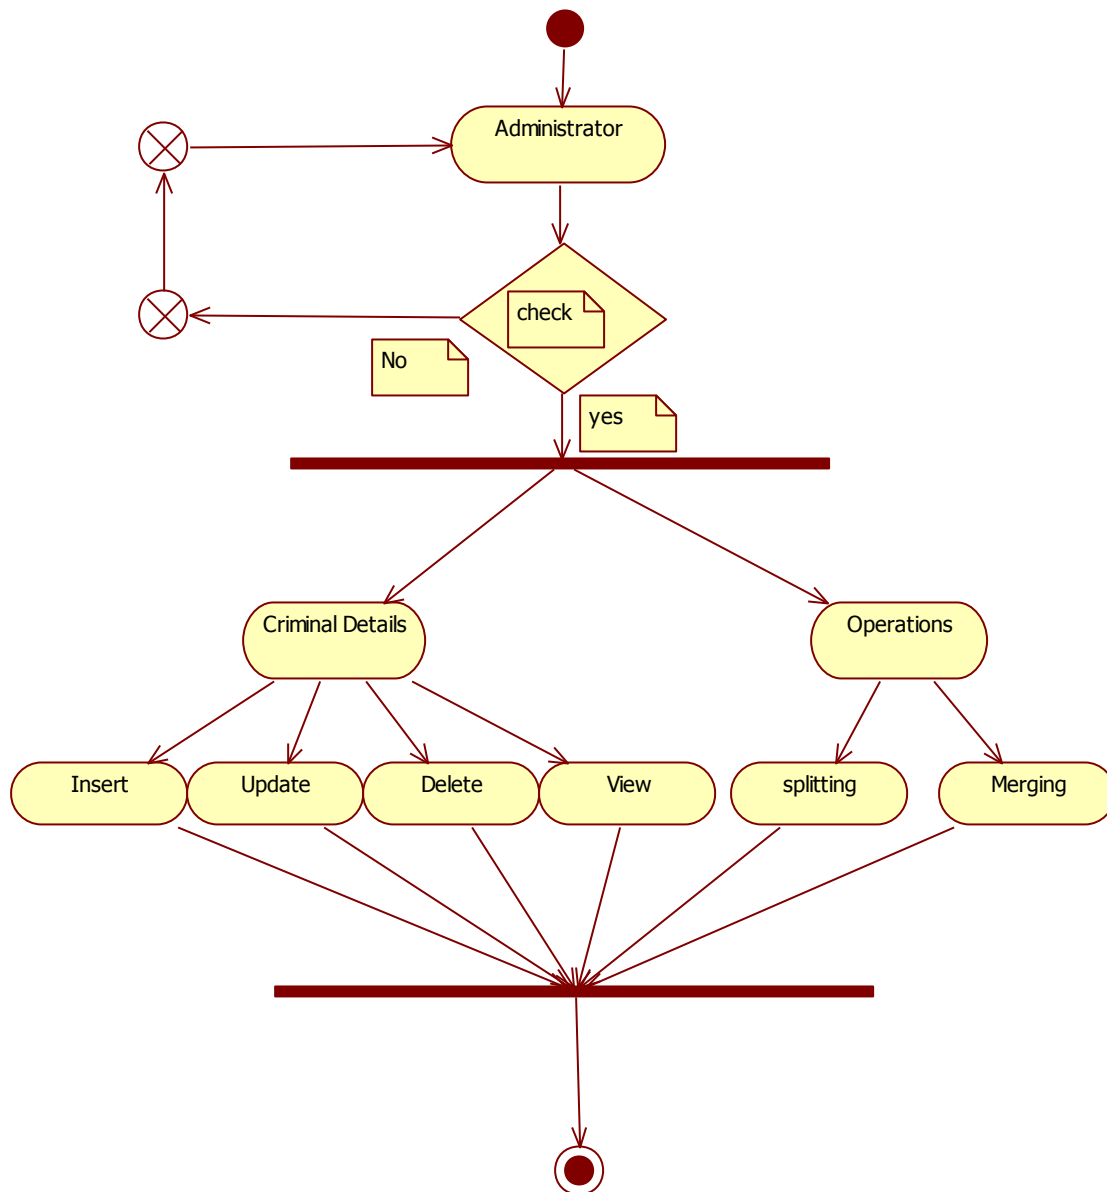 Administrator
check
No
yes
Criminal Details
Operations
Insert
Update
Delete
View
splitting
Merging